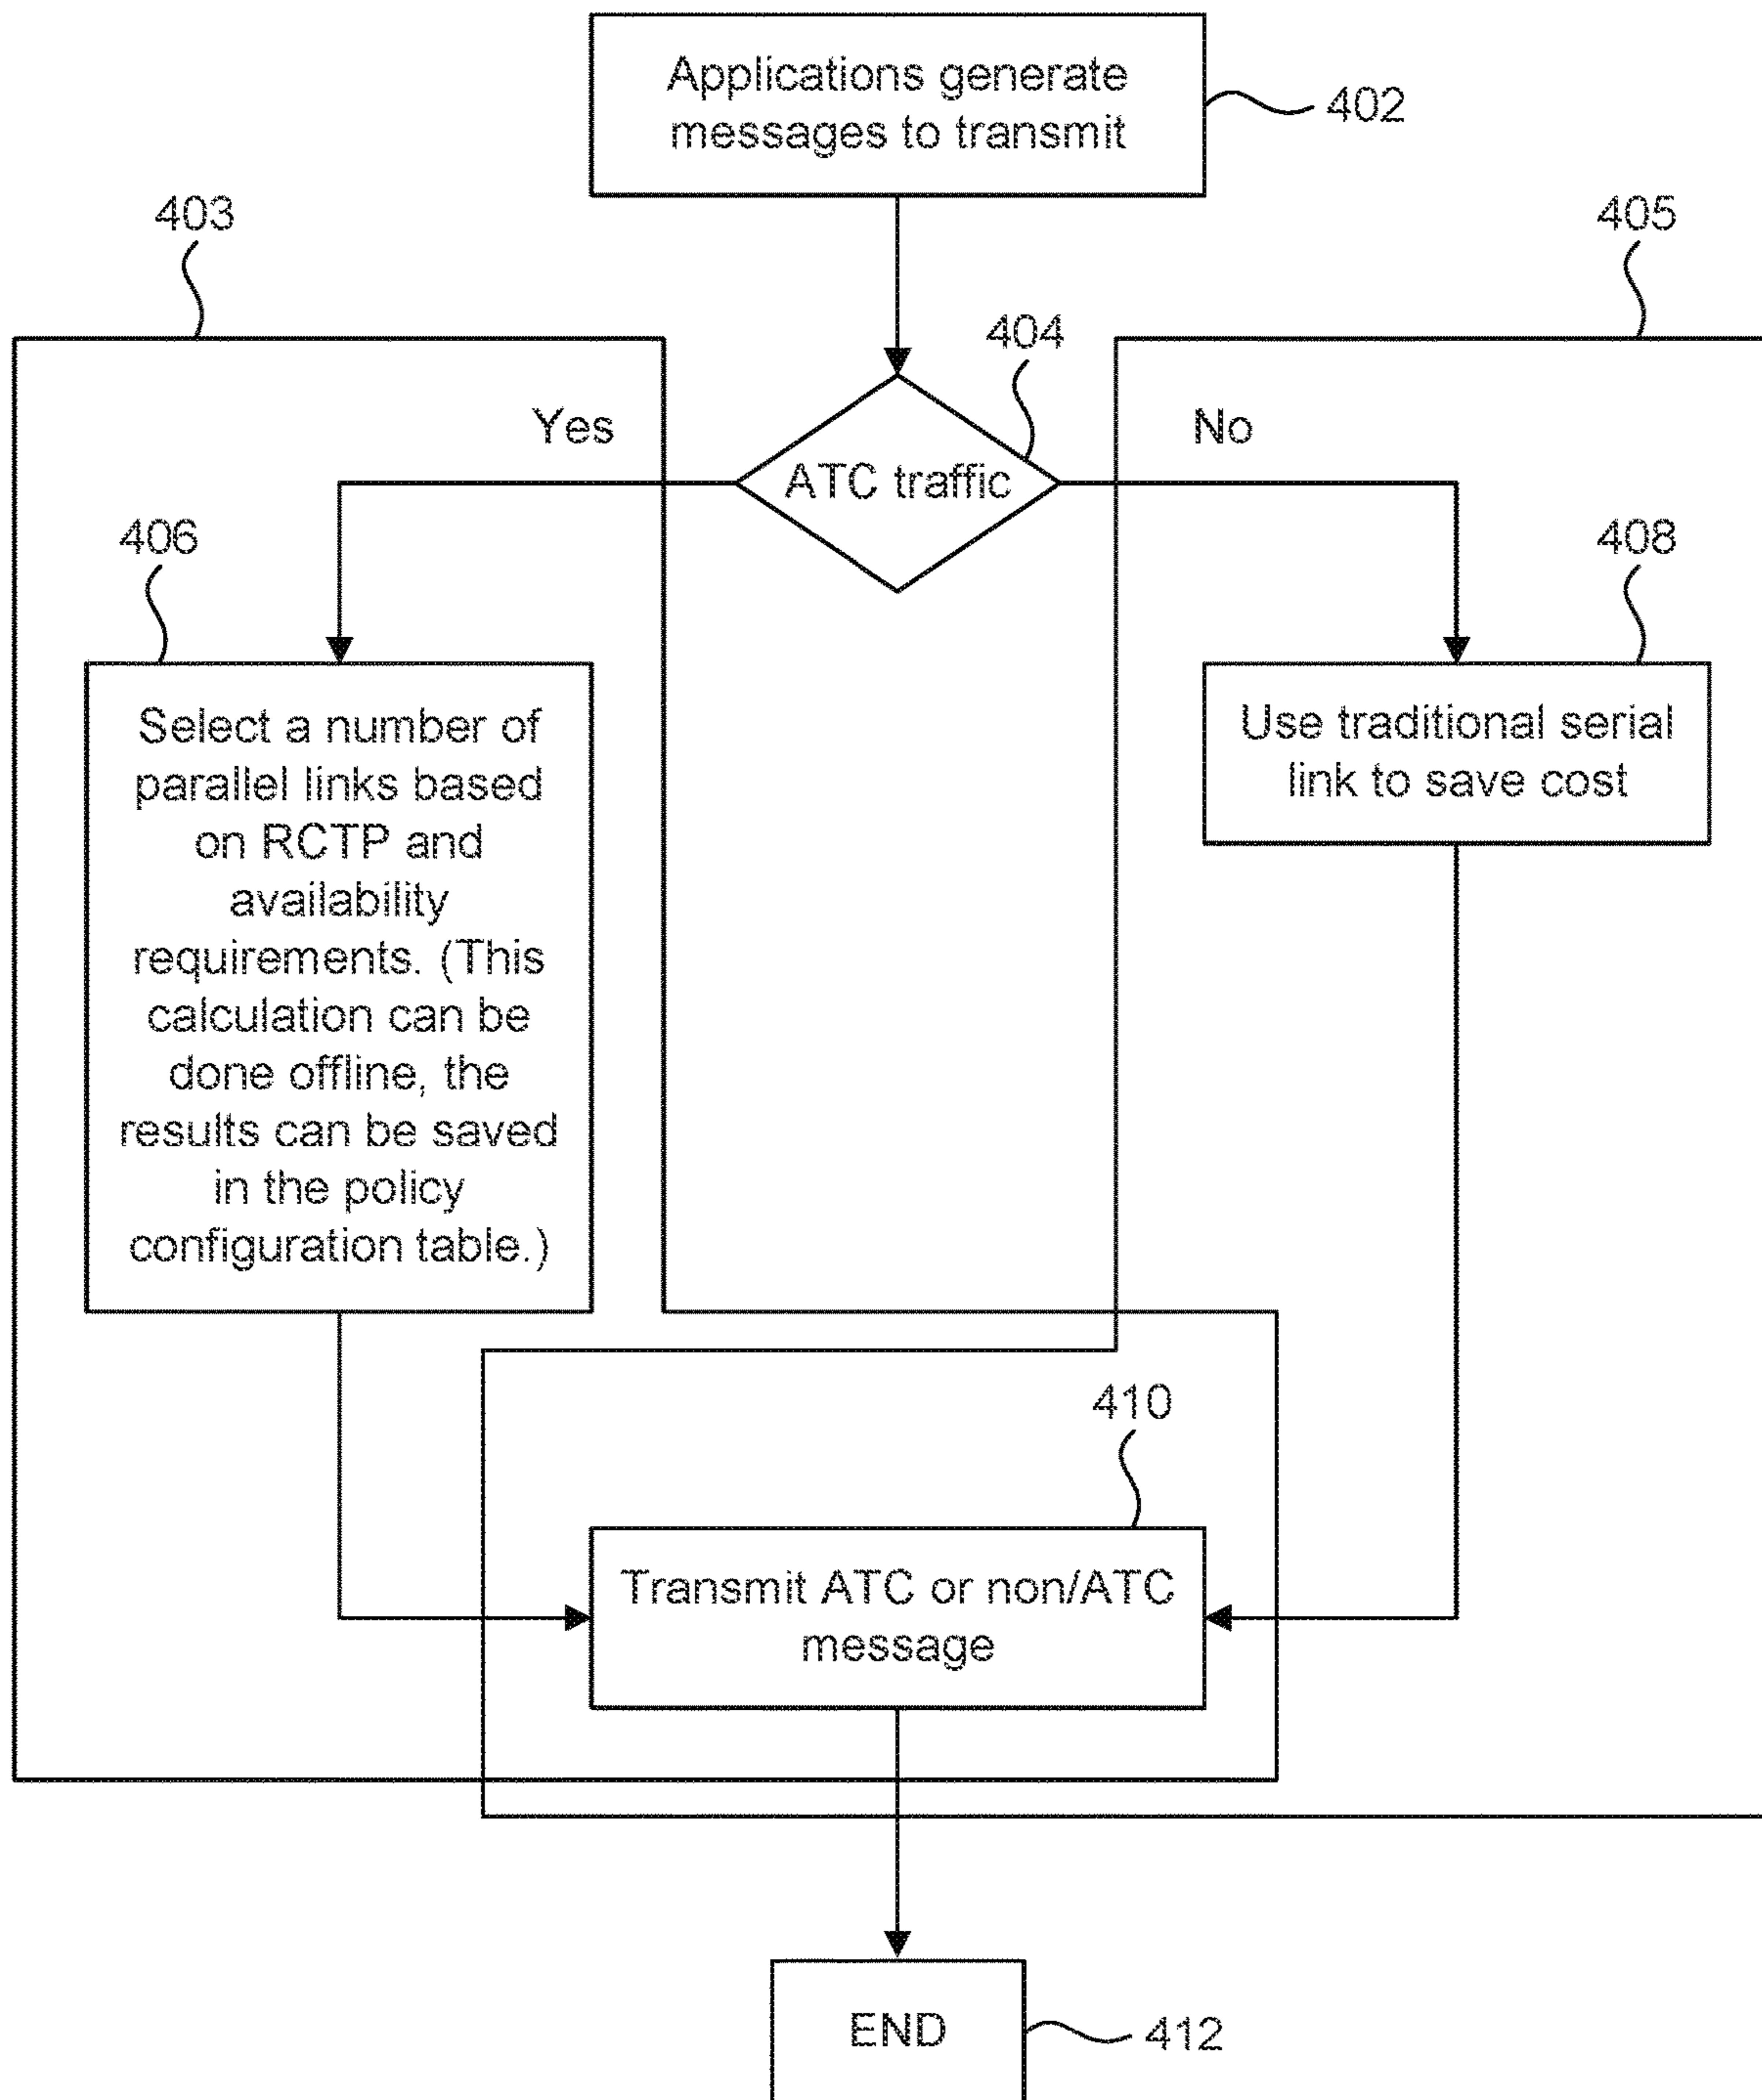 Applications generate
messages to transmit
402
403
405
404
Yes
No
ATC traffic
406
408
Select a number of
parallel links based
on RCTP and
availability
requirements. (This
calculation can be
done offline, the
results can be saved
in the policy
configuration table.)
Use traditional serial
link to save cost
410
Transmit ATC or non/ATC
message
END
412